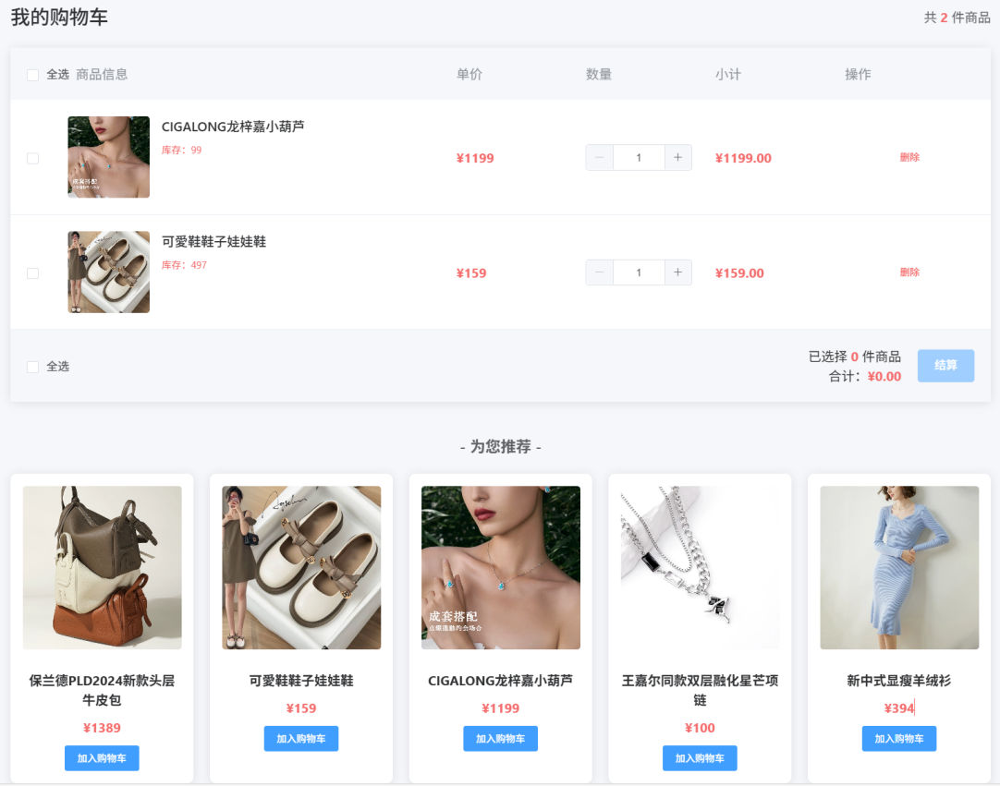 我的购物车
共 2 件商品
全选 商品信息 单价 数量 小计 操作
CIGALONG龙梓嘉小葫芦
库存：99
¥1199
1
¥1199.00
删除
成套搭配
可愛鞋鞋子娃娃鞋
库存：497
¥159
1
¥159.00
删除
全选
已选择 0 件商品
合计：¥0.00
结算
- 为您推荐 -
成套搭配
保兰德PLD2024新款头层
牛皮包
¥1389
加入购物车
可愛鞋鞋子娃娃鞋
¥159
加入购物车
CIGALONG龙梓嘉小葫芦
¥1199
加入购物车
王嘉尔同款双层融化星芒项
链
¥100
加入购物车
新中式显瘦羊绒衫
¥394
加入购物车